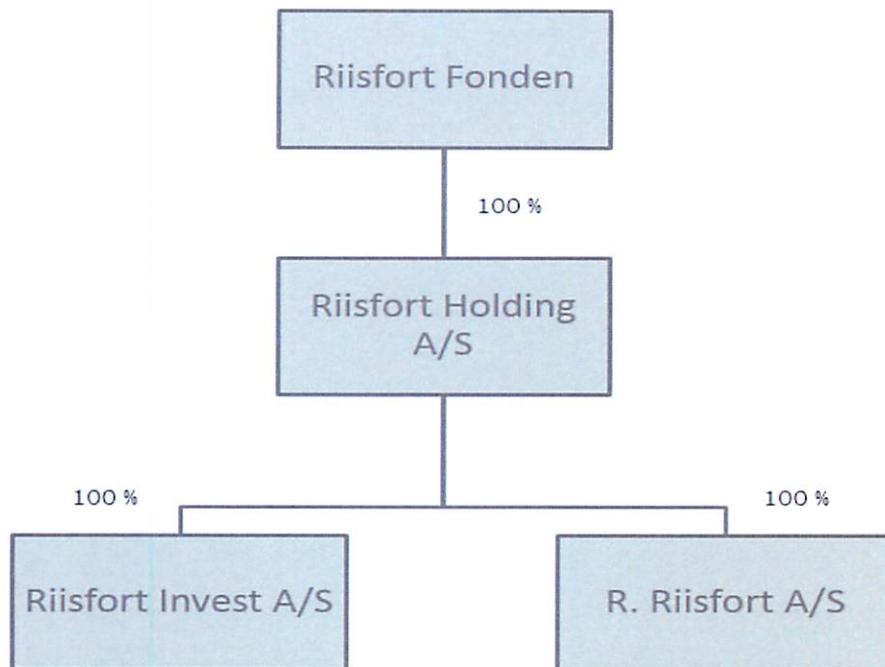 Riisfort Fonden
100 %
Riisfort Holding
A/S
100 %
100 %
Riisfort Invest A/S
R. Riisfort A/S